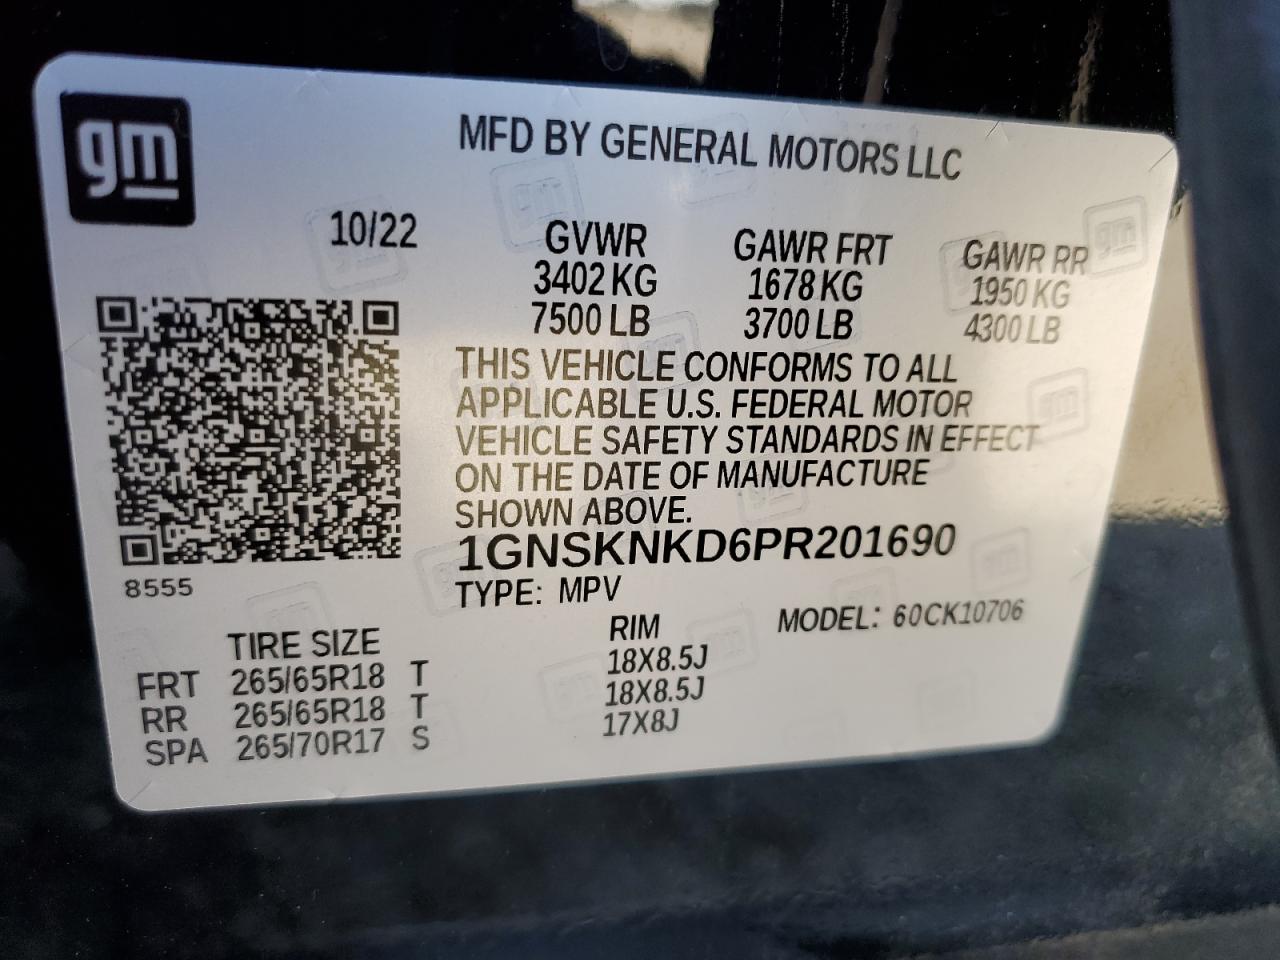 gm
MFD BY GENERAL MOTORS LLC
10/22 GVWR GAWR FRT GAWR RR
3402 KG 1678 KG 1950 KG
7500 LB 3700 LB 4300 LB
THIS VEHICLE CONFORMS TO ALL
APPLICABLE U.S. FEDERAL MOTOR
VEHICLE SAFETY STANDARDS IN EFFECT
ON THE DATE OF MANUFACTURE
SHOWN ABOVE.
1GNSKNKD6PR201690
8555
TYPE: MPV
MODEL: 60CK10706
TIRE SIZE RIM
FRT 265/65R18 T 18X8.5J
RR 265/65R18 T 18X8.5J
SPA 265/70R17 S 17X8J